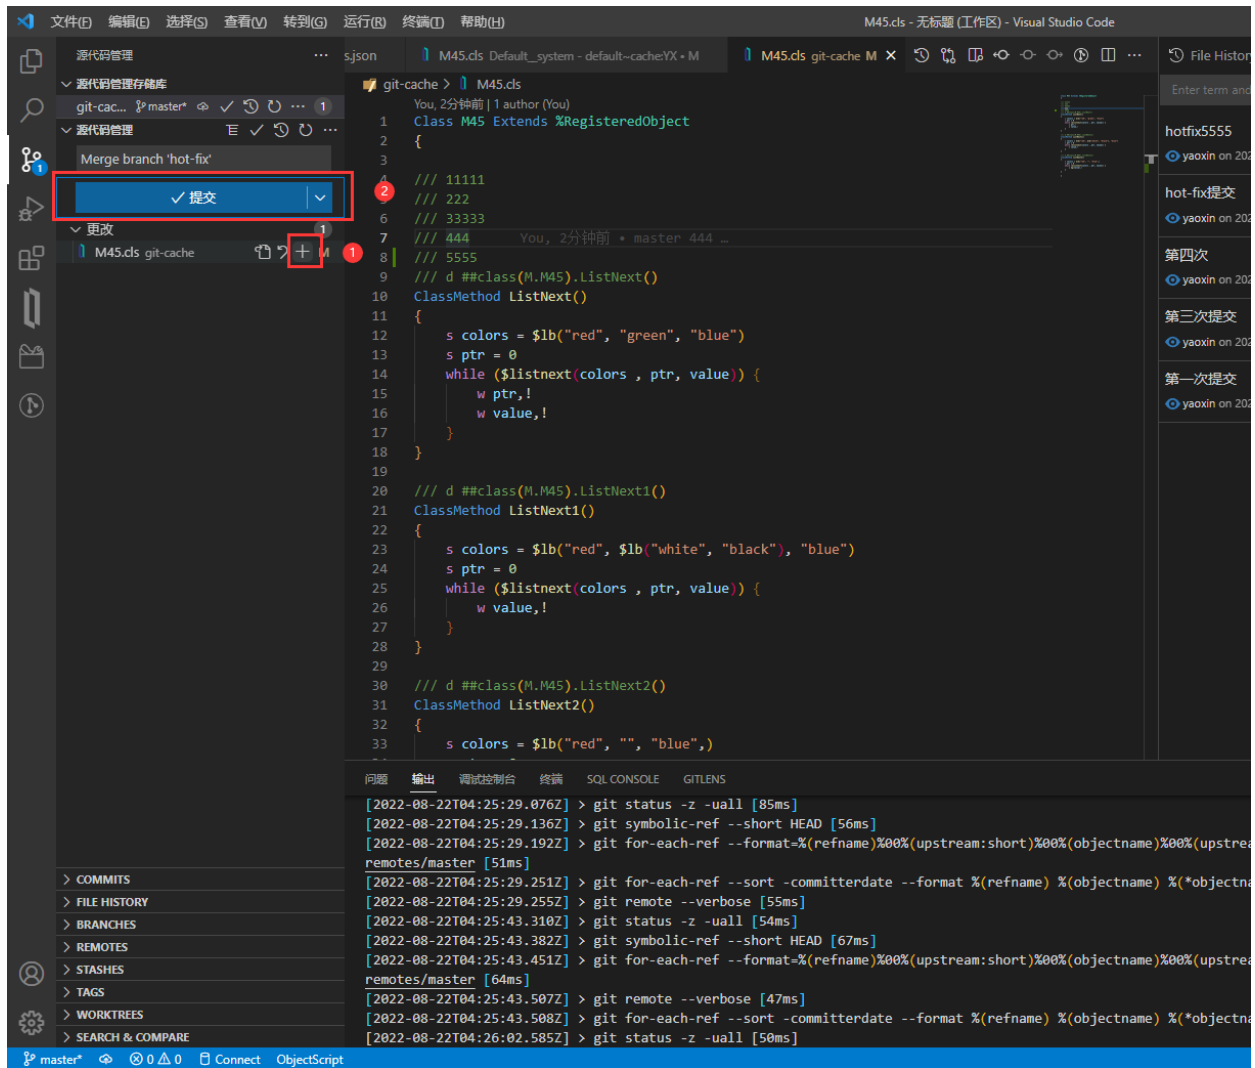 文件(F) 编辑(E) 选择(S) 查看(V) 转到(G) 运行(R) 终端(T) 帮助(H) M45.cls - 无标题 (工作区) - Visual Studio Code
源代码管理 ···
源代码管理存储库
git-cac... master* ··· 1
源代码管理 ···
Merge branch 'hot-fix'
提交
2
更改 1
M45.cls git-cache M
1
COMMITS
FILE HISTORY
BRANCHES
REMOTES
STASHES
TAGS
WORKTREES
SEARCH & COMPARE
1
s.json M45.cls Default_system - default~cache:YX • M M45.cls git-cache M ···
git-cache > M45.cls
You, 2分钟前 | 1 author (You)
1 Class M45 Extends %RegisteredObject
2 {
3
4 /// 11111
5 /// 222
6 /// 33333
7 /// 444 You, 2分钟前 • master 444 …
8 /// 5555
9 /// d ##class(M.M45).ListNext()
10 ClassMethod ListNext()
11 {
12 s colors = $lb("red", "green", "blue")
13 s ptr = 0
14 while ($listnext(colors , ptr, value)) {
15 w ptr,!
16 w value,!
17 }
18 }
19
20 /// d ##class(M.M45).ListNext1()
21 ClassMethod ListNext1()
22 {
23 s colors = $lb("red", $lb("white", "black"), "blue")
24 s ptr = 0
25 while ($listnext(colors , ptr, value)) {
26 w value,!
27 }
28 }
29
30 /// d ##class(M.M45).ListNext2()
31 ClassMethod ListNext2()
32 {
33 s colors = $lb("red", "", "blue",)
File History
Enter term and
hotfix5555
yaoxin on 202
hot-fix提交
yaoxin on 202
第四次
yaoxin on 202
第三次提交
yaoxin on 202
第一次提交
yaoxin on 202
问题 输出 调试控制台 终端 SQL CONSOLE GITLENS
[2022-08-22T04:25:29.076Z] > git status -z -uall [85ms]
[2022-08-22T04:25:29.136Z] > git symbolic-ref --short HEAD [56ms]
[2022-08-22T04:25:29.192Z] > git for-each-ref --format=%(refname)%00%(upstream:short)%00%(objectname)%00%(upstrea
remotes/master [51ms]
[2022-08-22T04:25:29.251Z] > git for-each-ref --sort -committerdate --format %(refname) %(objectname) %(*objectna
[2022-08-22T04:25:29.255Z] > git remote --verbose [55ms]
[2022-08-22T04:25:43.310Z] > git status -z -uall [54ms]
[2022-08-22T04:25:43.382Z] > git symbolic-ref --short HEAD [67ms]
[2022-08-22T04:25:43.451Z] > git for-each-ref --format=%(refname)%00%(upstream:short)%00%(objectname)%00%(upstrea
remotes/master [64ms]
[2022-08-22T04:25:43.507Z] > git remote --verbose [47ms]
[2022-08-22T04:25:43.508Z] > git for-each-ref --sort -committerdate --format %(refname) %(objectname) %(*objectna
[2022-08-22T04:26:02.585Z] > git status -z -uall [50ms]
master* 0 0 Connect ObjectScript